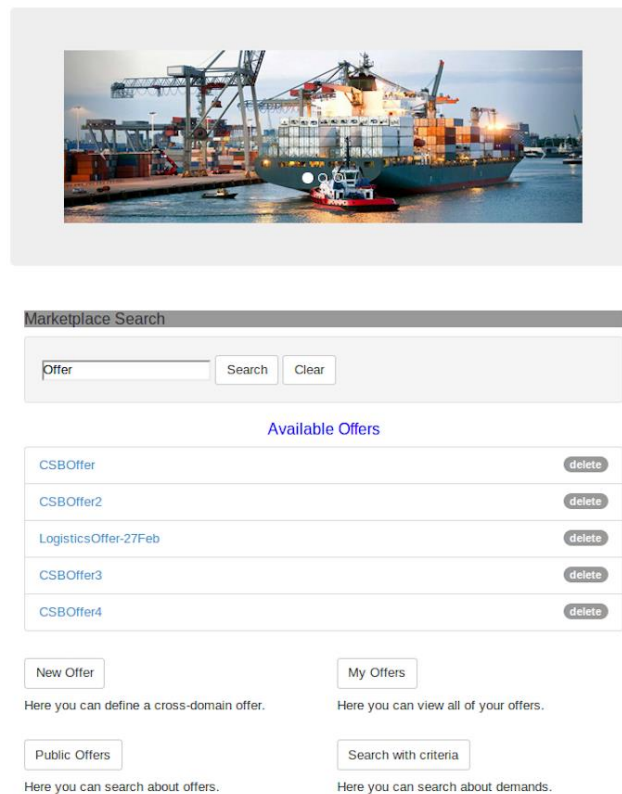 Marketplace Search
Offer Search Clear
Available Offers
CSBOffer delete
CSBOffer2 delete
LogisticsOffer-27Feb delete
CSBOffer3 delete
CSBOffer4 delete
New Offer My Offers
Here you can define a cross-domain offer. Here you can view all of your offers.
Public Offers Search with criteria
Here you can search about offers. Here you can search about demands.